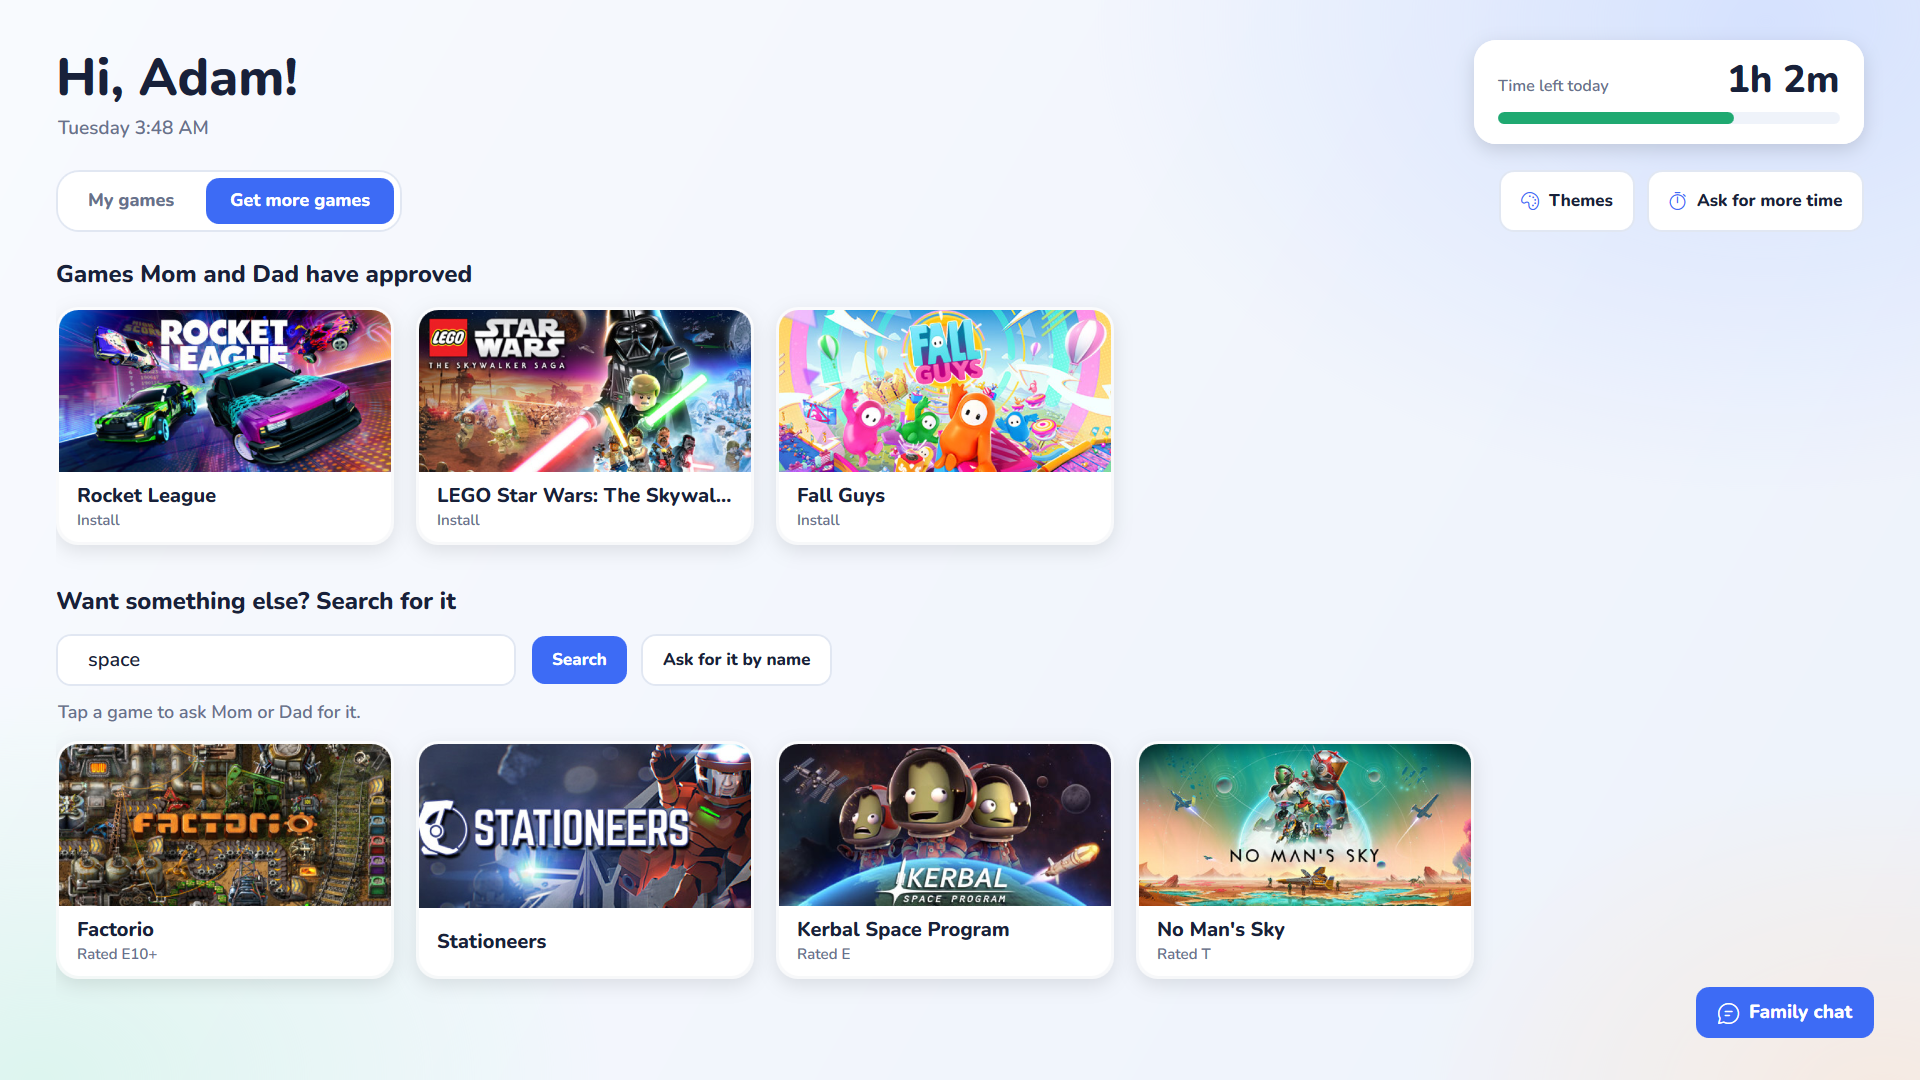 Hi, Adam!
Tuesday 3:48 AM
Time left today
1h 2m
My games
Get more games
Themes
Ask for more time
Games Mom and Dad have approved
ROCKET
LEAGUE
LEGO
STAR
WARS
THE SKYWALKER SAGA
FALL
GUYS
Rocket League
Install
LEGO Star Wars: The Skywal...
Install
Fall Guys
Install
Want something else? Search for it
space
Search
Ask for it by name
Tap a game to ask Mom or Dad for it.
FACTORIO
STATIONEERS
KERBAL
SPACE PROGRAM
NO MAN'S SKY
Factorio
Rated E10+
Stationeers
Kerbal Space Program
Rated E
No Man's Sky
Rated T
Family chat